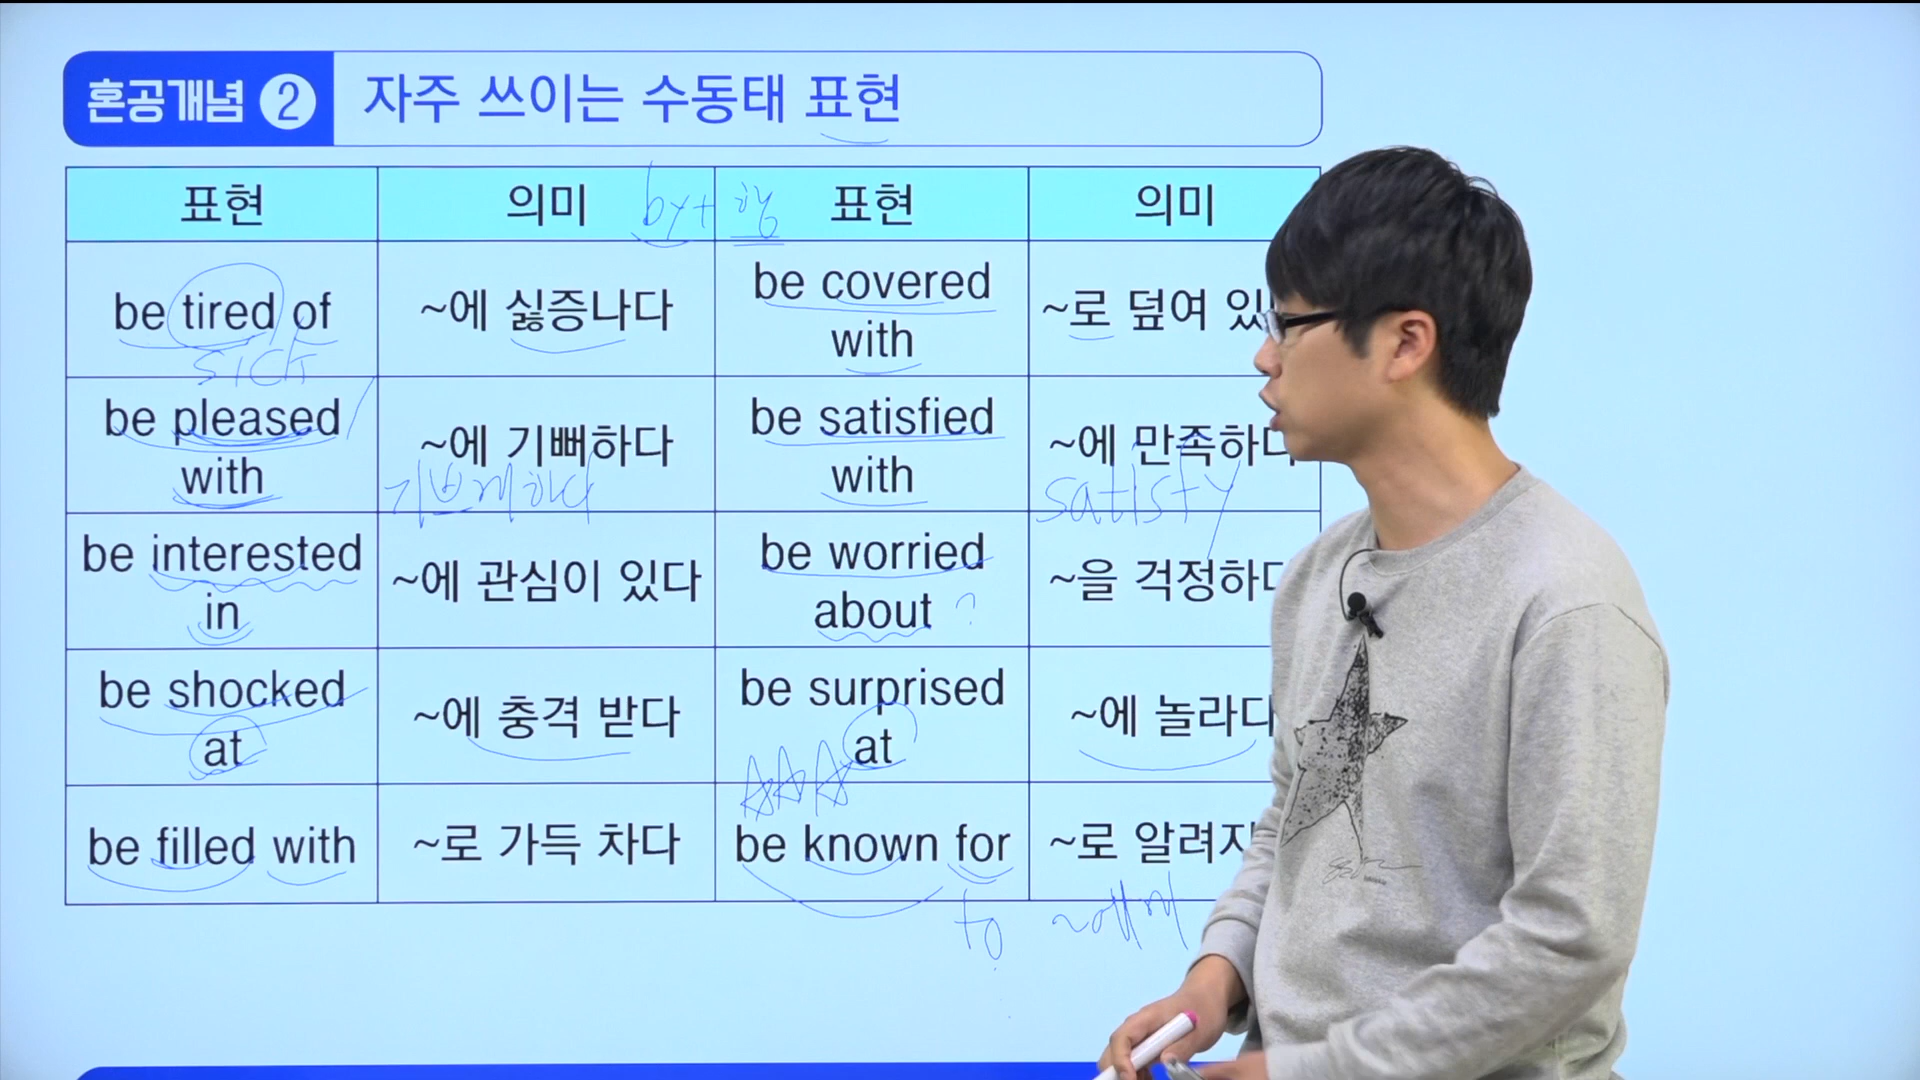 혼공개념 2 자주 쓰이는 수동태 표현
표현 의미 by+ 행 표현 의미
be tired of ~에 싫증나다 be covered with ~로 덮여 있
sick
be pleased with ~에 기뻐하다 be satisfied with ~에 만족하다
기쁘게하다 satisfy
be interested in ~에 관심이 있다 be worried about ? ~을 걱정하다
be shocked at ~에 충격 받다 be surprised at ~에 놀라다
be filled with ~로 가득 차다 be known for ~로 알려지
to ~에게